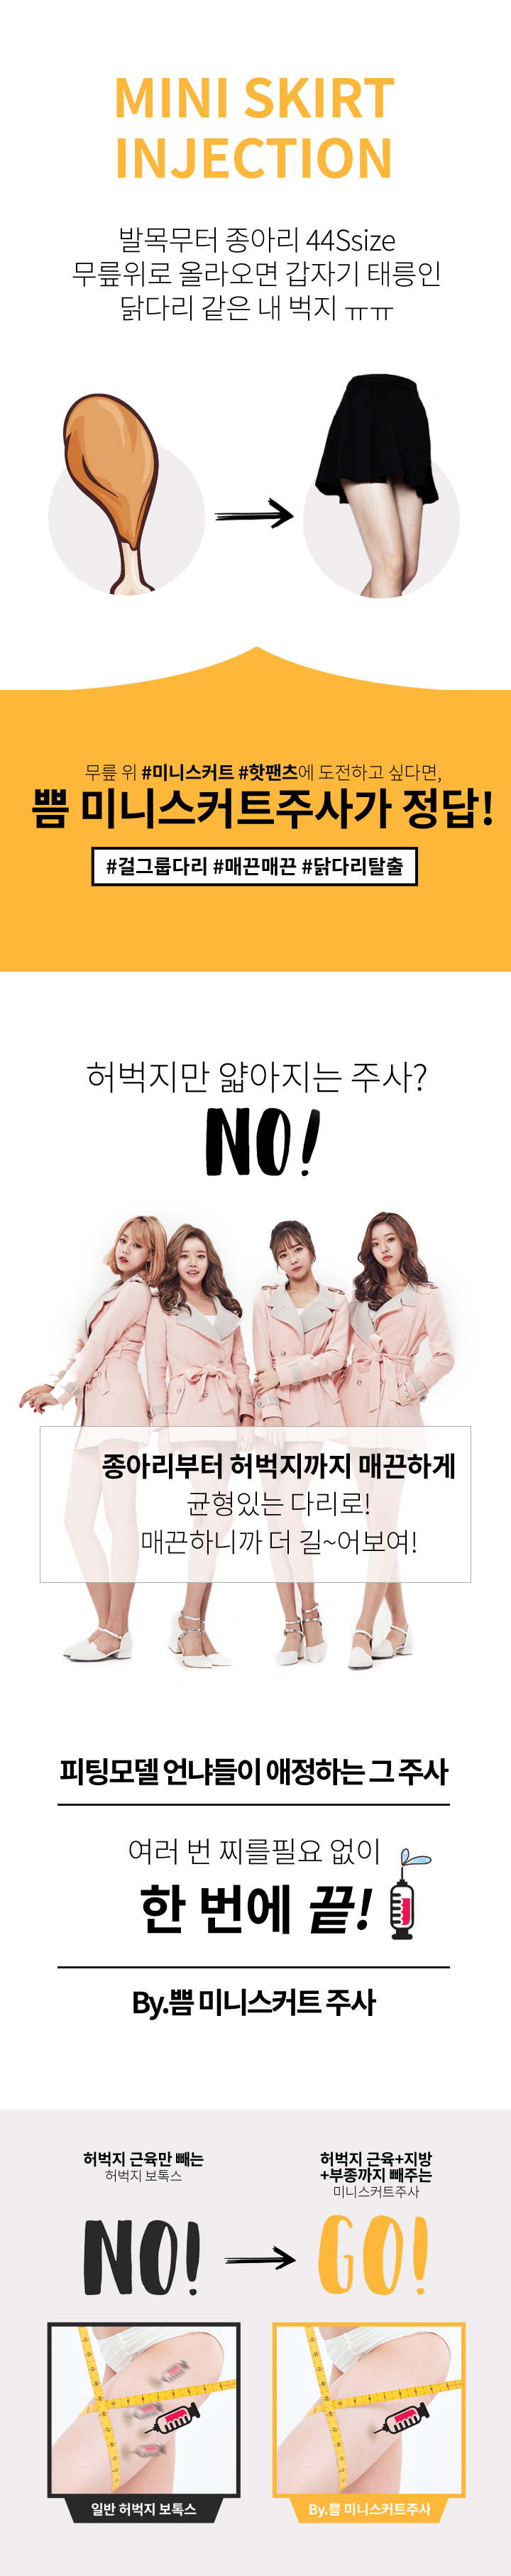 MINI SKIRT
INJECTION
발목부터 종아리 44Ssize
무릎위로 올라오면 갑자기 태릉인
닭다리 같은 내 벅지 ㅠㅠ
무릎 위 #미니스커트 #핫팬츠에 도전하고 싶다면,
쁨 미니스커트주사가 정답!
#걸그룹다리 #매끈매끈 #닭다리탈출
허벅지만 얇아지는 주사?
NO!
종아리부터 허벅지까지 매끈하게
균형있는 다리로!
매끈하니까 더 길~어보여!
피팅모델 언냐들이 애정하는 그 주사
여러 번 찌를필요 없이
한 번에 끝!
By.쁨 미니스커트 주사
허벅지 근육만 빼는
허벅지 보톡스
NO!
허벅지 근육+지방
+부종까지 빼주는
미니스커트주사
GO!
일반 허벅지 보톡스
By.쁨 미니스커트주사